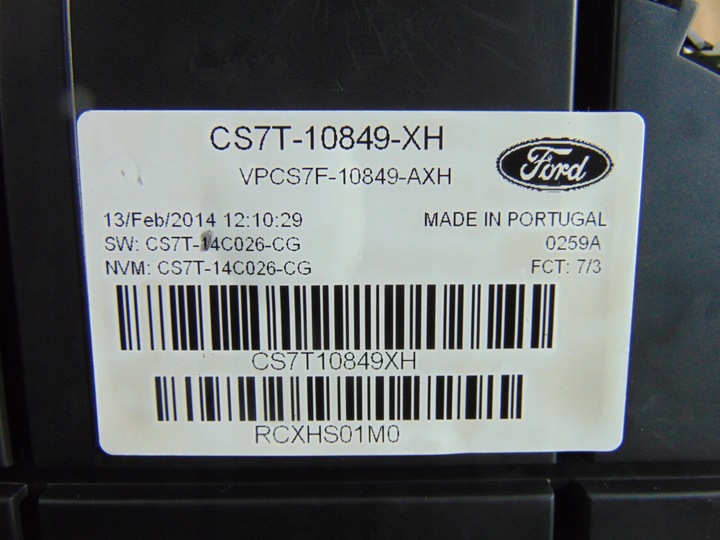 CS7T-10849-XH
Ford
VPCS7F-10849-AXH
13/Feb/2014 12:10:29 MADE IN PORTUGAL
SW: CS7T-14C026-CG 0259A
NVM: CS7T-14C026-CG FCT: 7/3
CS7T10849XH
RCXHS01M0